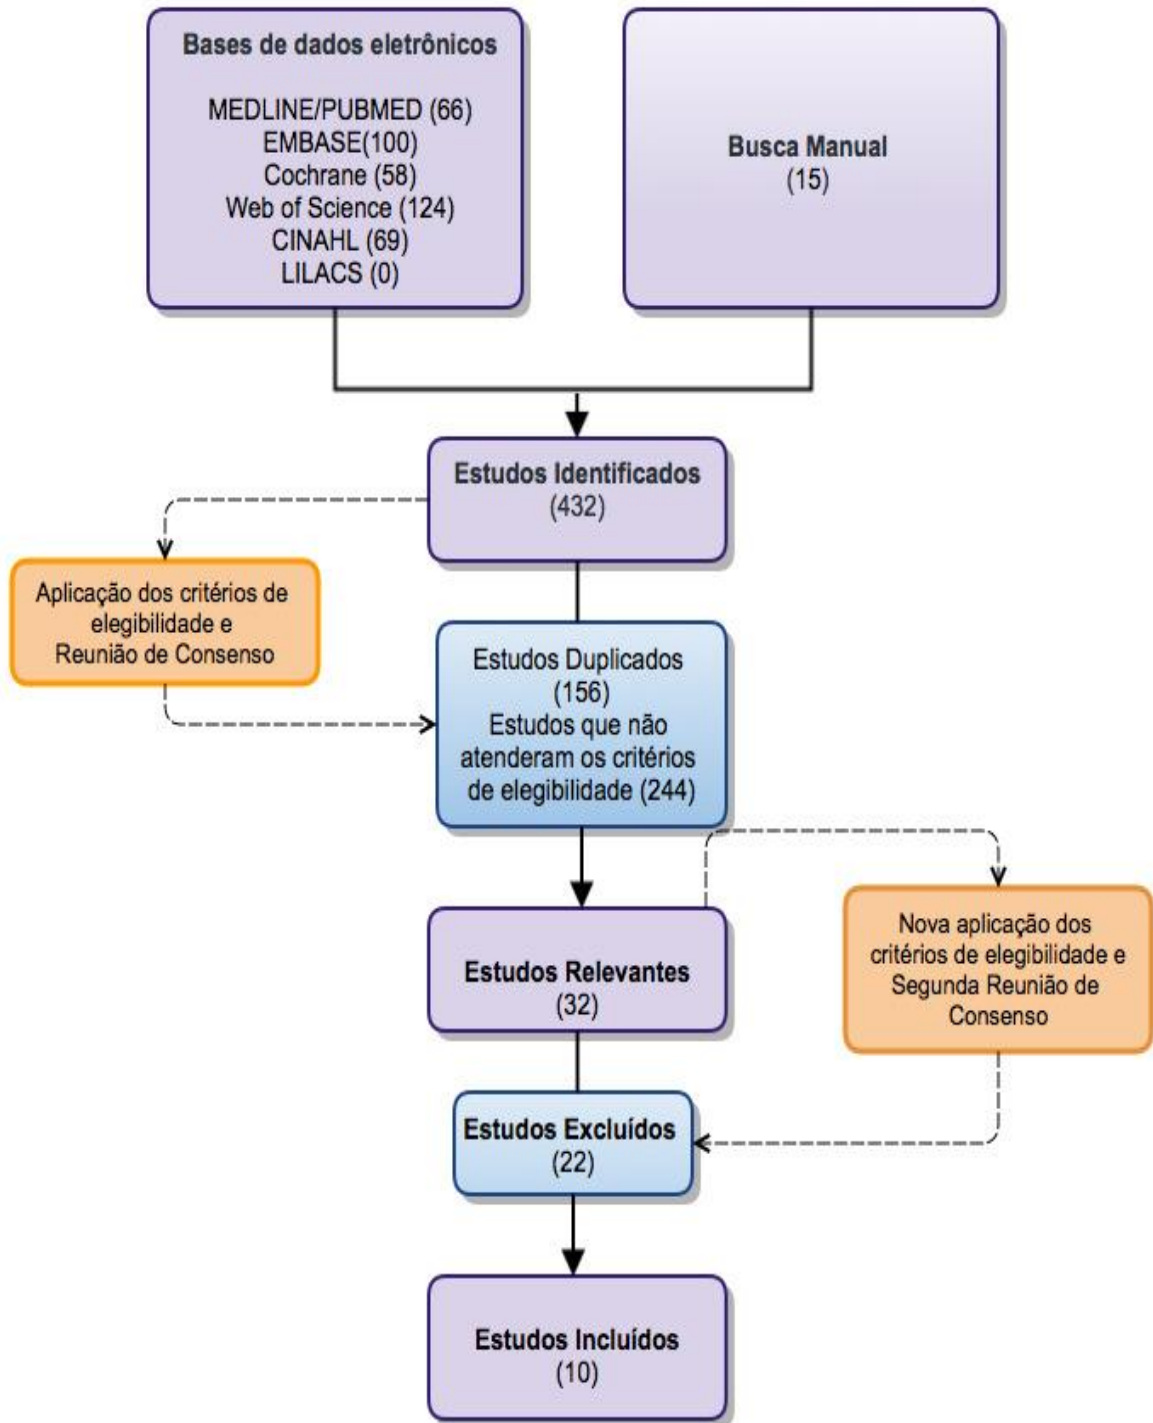 Bases de dados eletrônicos
MEDLINE/PUBMED (66)
EMBASE(100)
Cochrane (58)
Web of Science (124)
CINAHL (69)
LILACS (0)
Busca Manual
(15)
Estudos Identificados
(432)
Aplicação dos critérios de
elegibilidade e
Reunião de Consenso
Estudos Duplicados
(156)
Estudos que não
atenderam os critérios
de elegibilidade (244)
Estudos Relevantes
(32)
Nova aplicação dos
critérios de elegibilidade e
Segunda Reunião de
Consenso
Estudos Excluídos
(22)
Estudos Incluídos
(10)